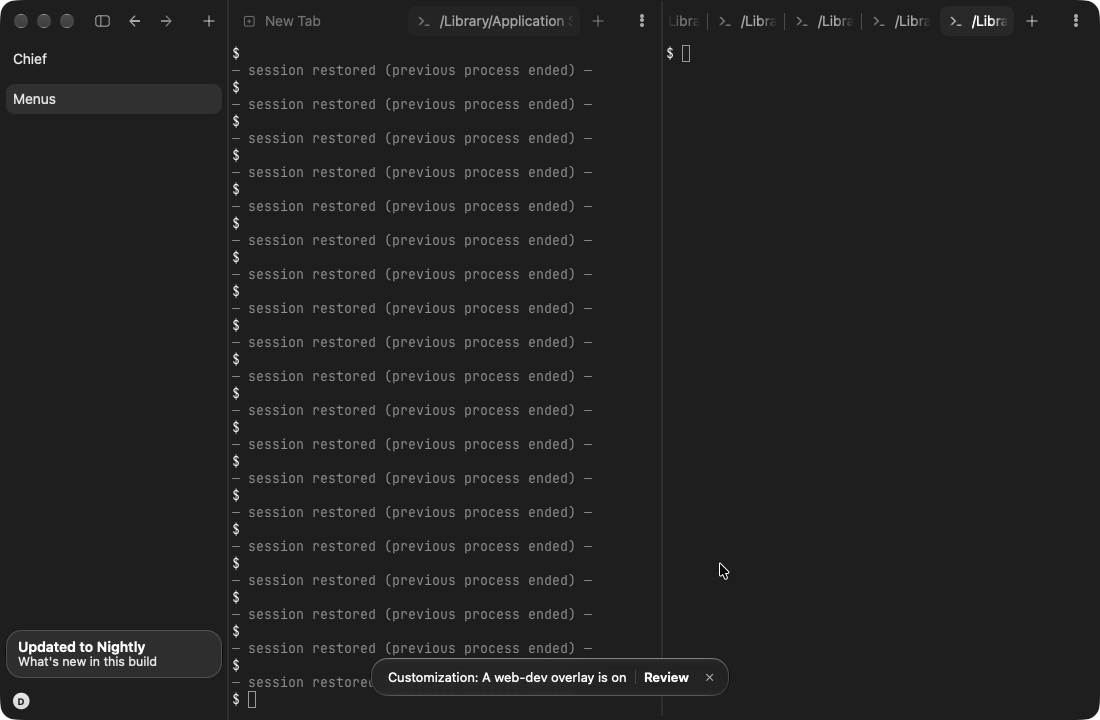 New Tab
/Library/Application S
Libra
/Libra
/Libra
/Libra
/Libra
Chief
Menus
$
— session restored (previous process ended) —
$
— session restored (previous process ended) —
$
— session restored (previous process ended) —
$
— session restored (previous process ended) —
$
— session restored (previous process ended) —
$
— session restored (previous process ended) —
$
— session restored (previous process ended) —
$
— session restored (previous process ended) —
$
— session restored (previous process ended) —
$
— session restored (previous process ended) —
$
— session restored (previous process ended) —
$
— session restored (previous process ended) —
$
— session restored (previous process ended) —
$
— session restored (previous process ended) —
$
— session restored (previous process ended) —
$
— session restored (previous process ended) —
$
— session restored (previous process ended) —
$
— session restored (previous process ended) —
$
— session restored
$
$
Updated to Nightly
What's new in this build
D
Customization: A web-dev overlay is on
Review